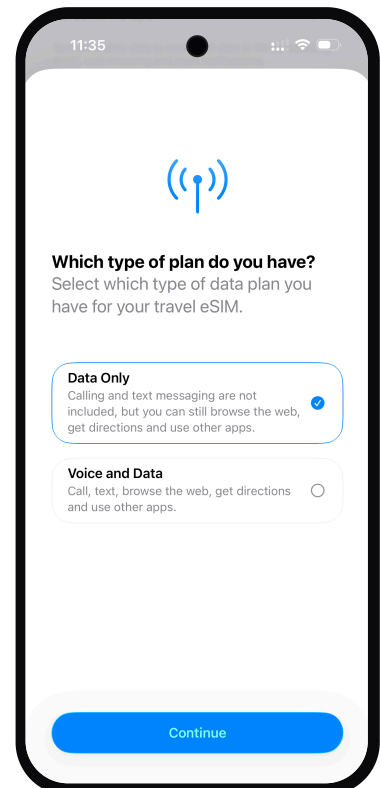 11:35
Which type of plan do you have?
Select which type of data plan you
have for your travel eSIM.
Data Only
Calling and text messaging are not
included, but you can still browse the web,
get directions and use other apps.
Voice and Data
Call, text, browse the web, get directions
and use other apps.
Continue